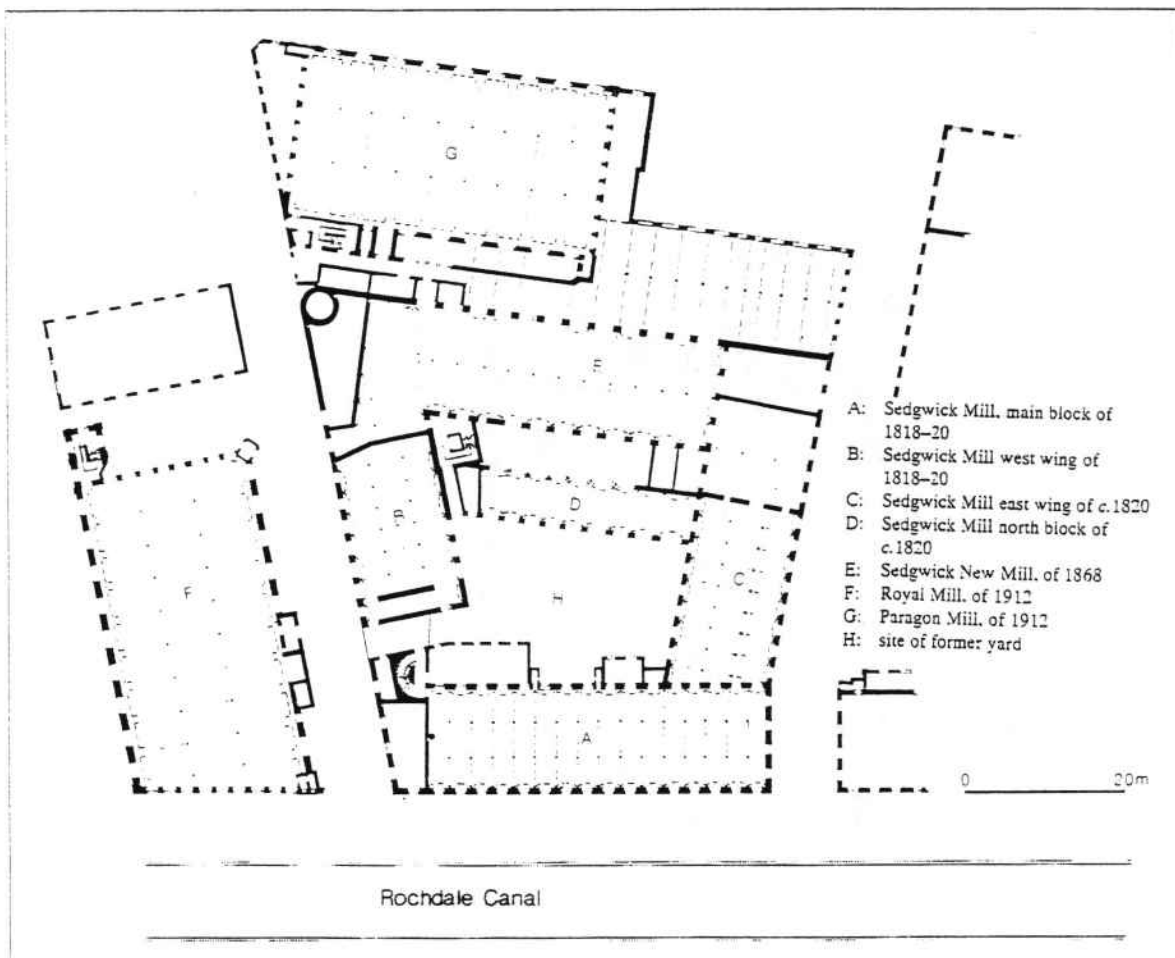 G
E
B
D
F
C
H
A
A: Sedgwick Mill, main block of
1818–20
B: Sedgwick Mill west wing of
1818–20
C: Sedgwick Mill east wing of c.1820
D: Sedgwick Mill north block of
c.1820
E: Sedgwick New Mill, of 1868
F: Royal Mill, of 1912
G: Paragon Mill, of 1912
H: site of former yard
0 20m
Rochdale Canal